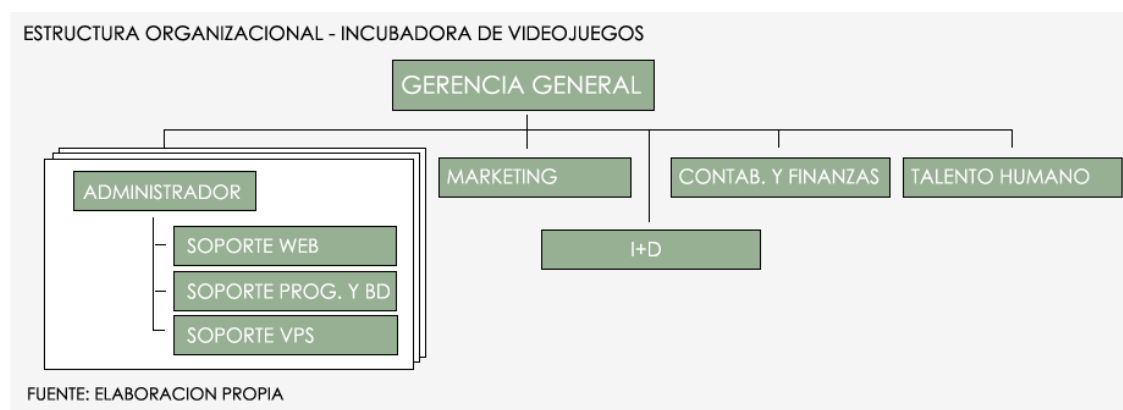 ESTRUCTURA ORGANIZACIONAL - INCUBADORA DE VIDEOJUEGOS
GERENCIA GENERAL
ADMINISTRADOR
SOPORTE WEB
SOPORTE PROG. Y BD
SOPORTE VPS
MARKETING
CONTAB. Y FINANZAS
TALENTO HUMANO
I+D
FUENTE: ELABORACION PROPIA